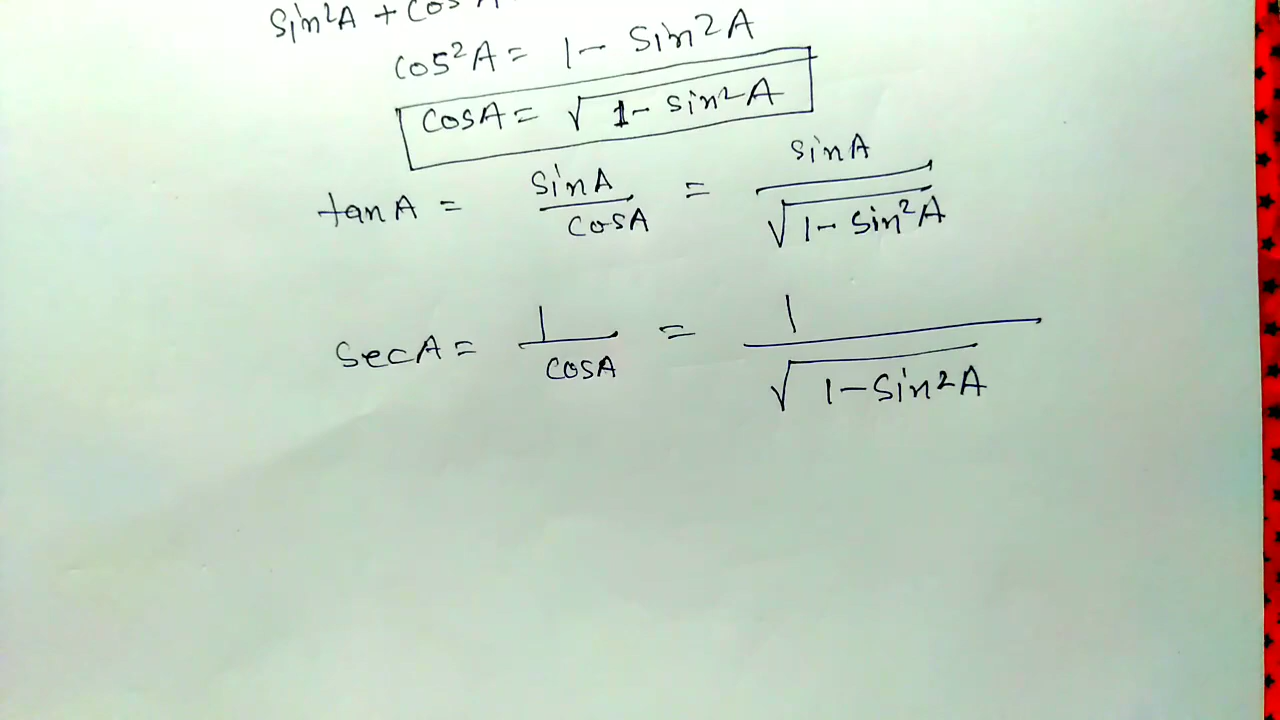 sin²A + cos
cos²A = 1 - sin²A
cosA = √1 - sin²A
tanA = sinA/cosA = sinA/√1 - sin²A
secA = 1/cosA = 1/√1 - sin²A